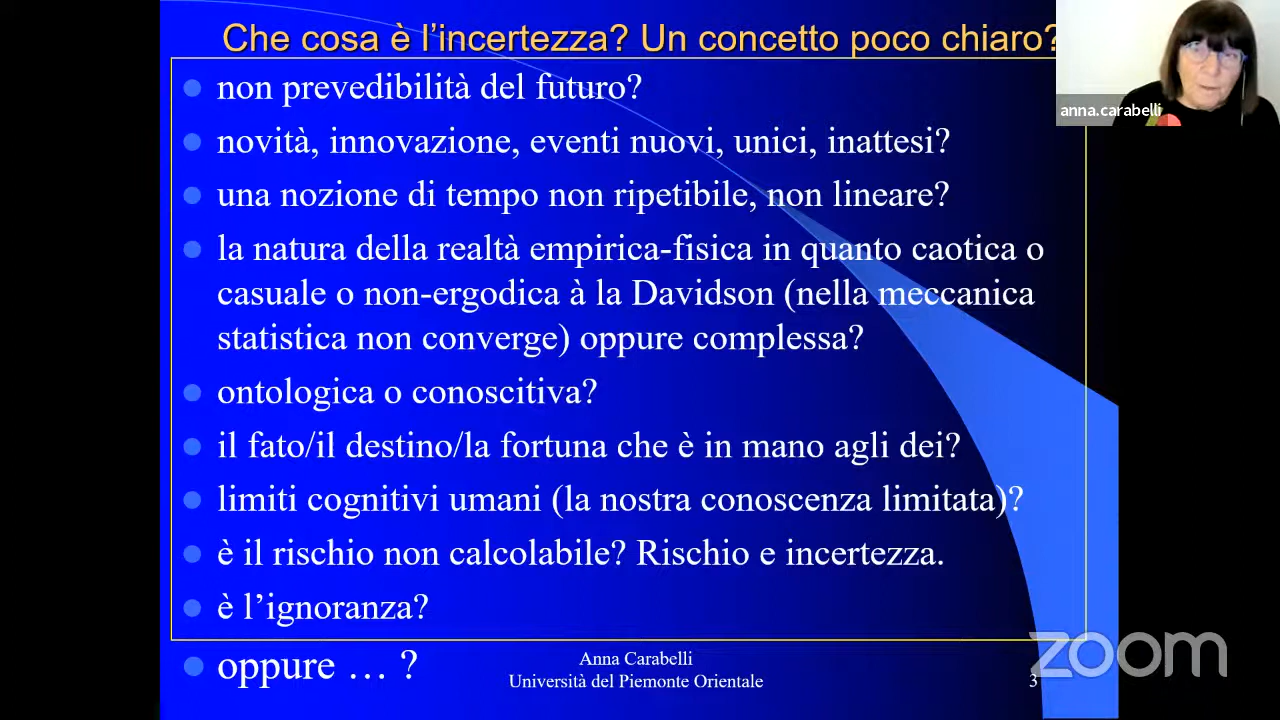 Che cosa è l’incertezza? Un concetto poco chiaro?
anna.carabelli
non prevedibilità del futuro?
novità, innovazione, eventi nuovi, unici, inattesi?
una nozione di tempo non ripetibile, non lineare?
la natura della realtà empirica-fisica in quanto caotica o
casuale o non-ergodica à la Davidson (nella meccanica
statistica non converge) oppure complessa?
ontologica o conoscitiva?
il fato/il destino/la fortuna che è in mano agli dei?
limiti cognitivi umani (la nostra conoscenza limitata)?
è il rischio non calcolabile? Rischio e incertezza.
è l’ignoranza?
oppure … ?
Anna Carabelli
Università del Piemonte Orientale
3
zoom